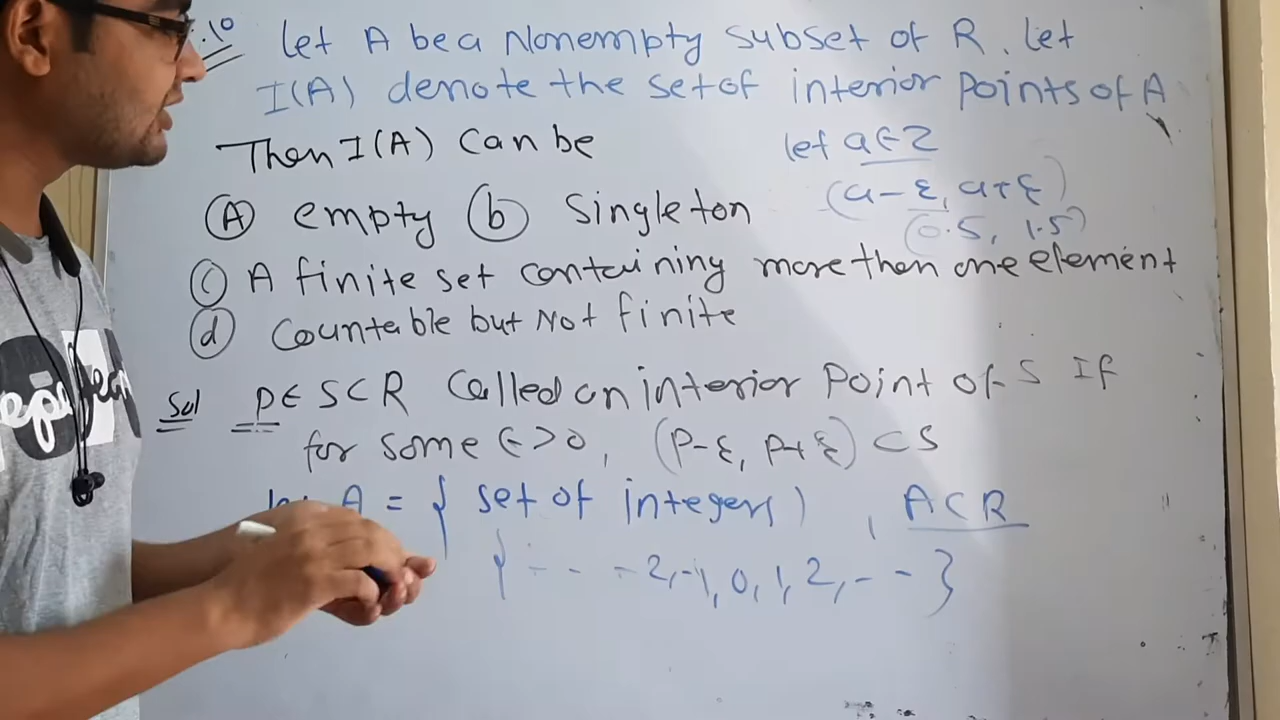 .10 Let A be a Nonempty subset of R. Let
I(A) denote the set of interior points of A
Then I(A) can be
let a ∈ Z
(a-ε, a+ε)
(0.5, 1.5)
(A) empty (b) Singleton
(c) A finite set containing more then one element
(d) Countable but Not finite
Sol P ∈ S ⊂ R Called an interior Point of S If
for some ε > 0, (P-ε, P+ε) ⊂ S
A = { set of integers ) , A ⊂ R
{ - - - -2, -1, 0, 1, 2, - - }